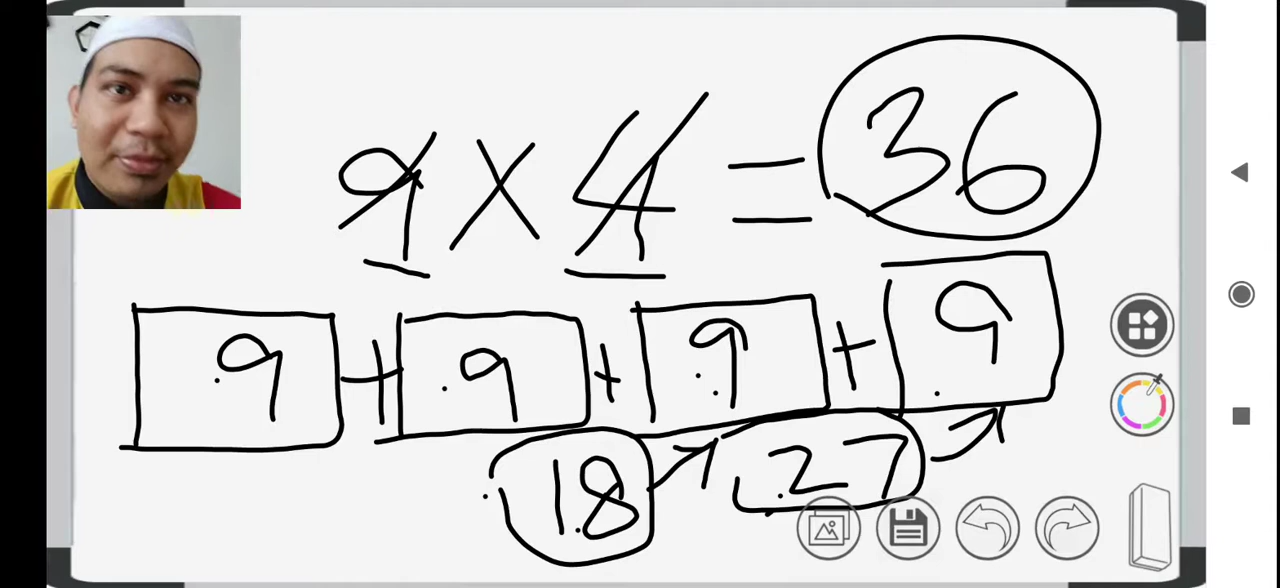 9 × 4 = 36
9 + 9 + 9 + 9
18 27